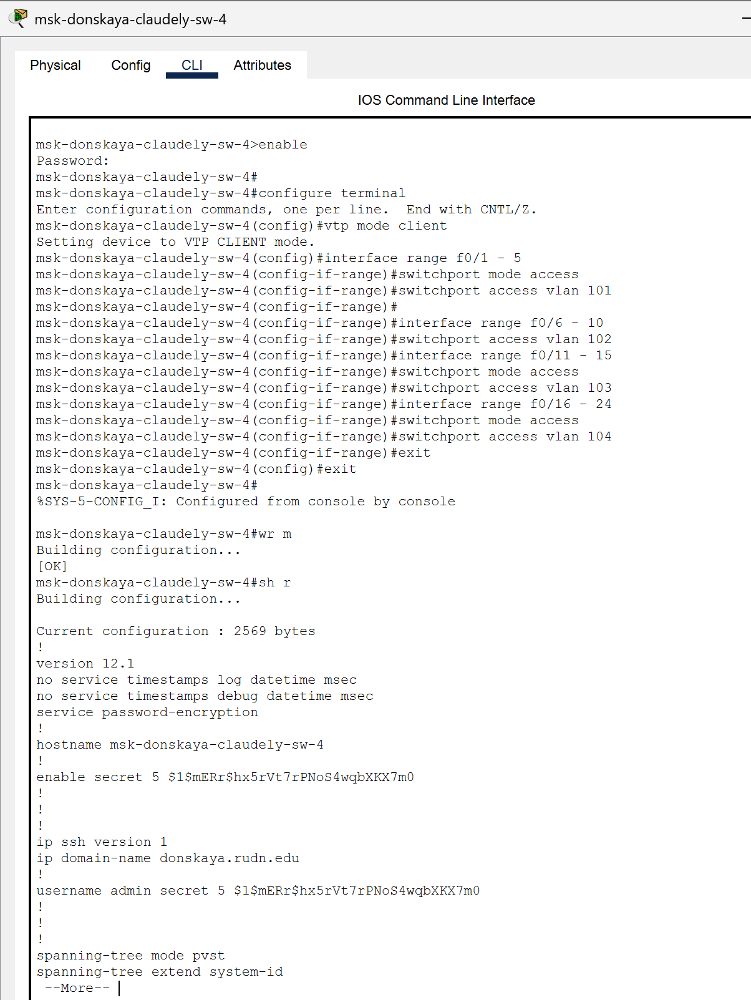 msk-donskaya-claudely-sw-4
Physical Config CLI Attributes
IOS Command Line Interface
msk-donskaya-claudely-sw-4>enable
Password:
msk-donskaya-claudely-sw-4#
msk-donskaya-claudely-sw-4#configure terminal
Enter configuration commands, one per line.  End with CNTL/Z.
msk-donskaya-claudely-sw-4(config)#vtp mode client
Setting device to VTP CLIENT mode.
msk-donskaya-claudely-sw-4(config)#interface range f0/1 - 5
msk-donskaya-claudely-sw-4(config-if-range)#switchport mode access
msk-donskaya-claudely-sw-4(config-if-range)#switchport access vlan 101
msk-donskaya-claudely-sw-4(config-if-range)#
msk-donskaya-claudely-sw-4(config-if-range)#interface range f0/6 - 10
msk-donskaya-claudely-sw-4(config-if-range)#switchport access vlan 102
msk-donskaya-claudely-sw-4(config-if-range)#interface range f0/11 - 15
msk-donskaya-claudely-sw-4(config-if-range)#switchport mode access
msk-donskaya-claudely-sw-4(config-if-range)#switchport access vlan 103
msk-donskaya-claudely-sw-4(config-if-range)#interface range f0/16 - 24
msk-donskaya-claudely-sw-4(config-if-range)#switchport mode access
msk-donskaya-claudely-sw-4(config-if-range)#switchport access vlan 104
msk-donskaya-claudely-sw-4(config-if-range)#exit
msk-donskaya-claudely-sw-4(config)#exit
msk-donskaya-claudely-sw-4#
%SYS-5-CONFIG_I: Configured from console by console
msk-donskaya-claudely-sw-4#wr m
Building configuration...
[OK]
msk-donskaya-claudely-sw-4#sh r
Building configuration...
Current configuration : 2569 bytes
!
version 12.1
no service timestamps log datetime msec
no service timestamps debug datetime msec
service password-encryption
!
hostname msk-donskaya-claudely-sw-4
!
enable secret 5 $1$mERr$hx5rVt7rPNoS4wqbXKX7m0
!
!
!
ip ssh version 1
ip domain-name donskaya.rudn.edu
!
username admin secret 5 $1$mERr$hx5rVt7rPNoS4wqbXKX7m0
!
!
!
spanning-tree mode pvst
spanning-tree extend system-id
--More--